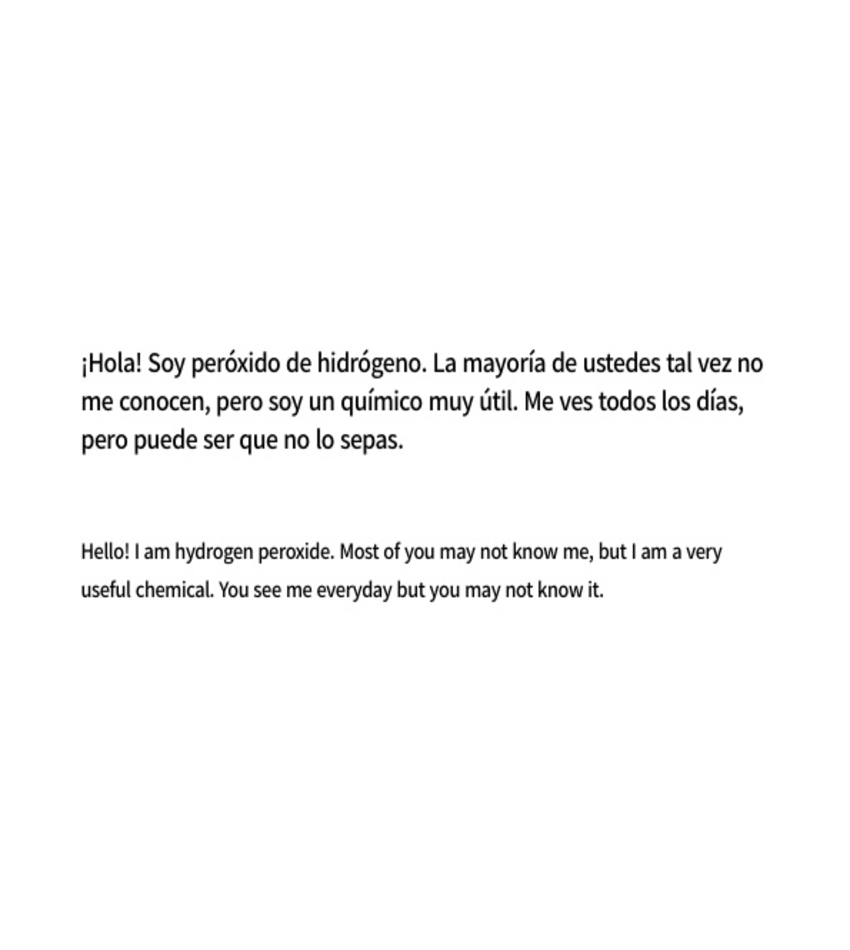 ¡Hola! Soy peróxido de hidrógeno. La mayoría de ustedes tal vez no
me conocen, pero soy un químico muy útil. Me ves todos los días,
pero puede ser que no lo sepas.
Hello! I am hydrogen peroxide. Most of you may not know me, but I am a very
useful chemical. You see me everyday but you may not know it.